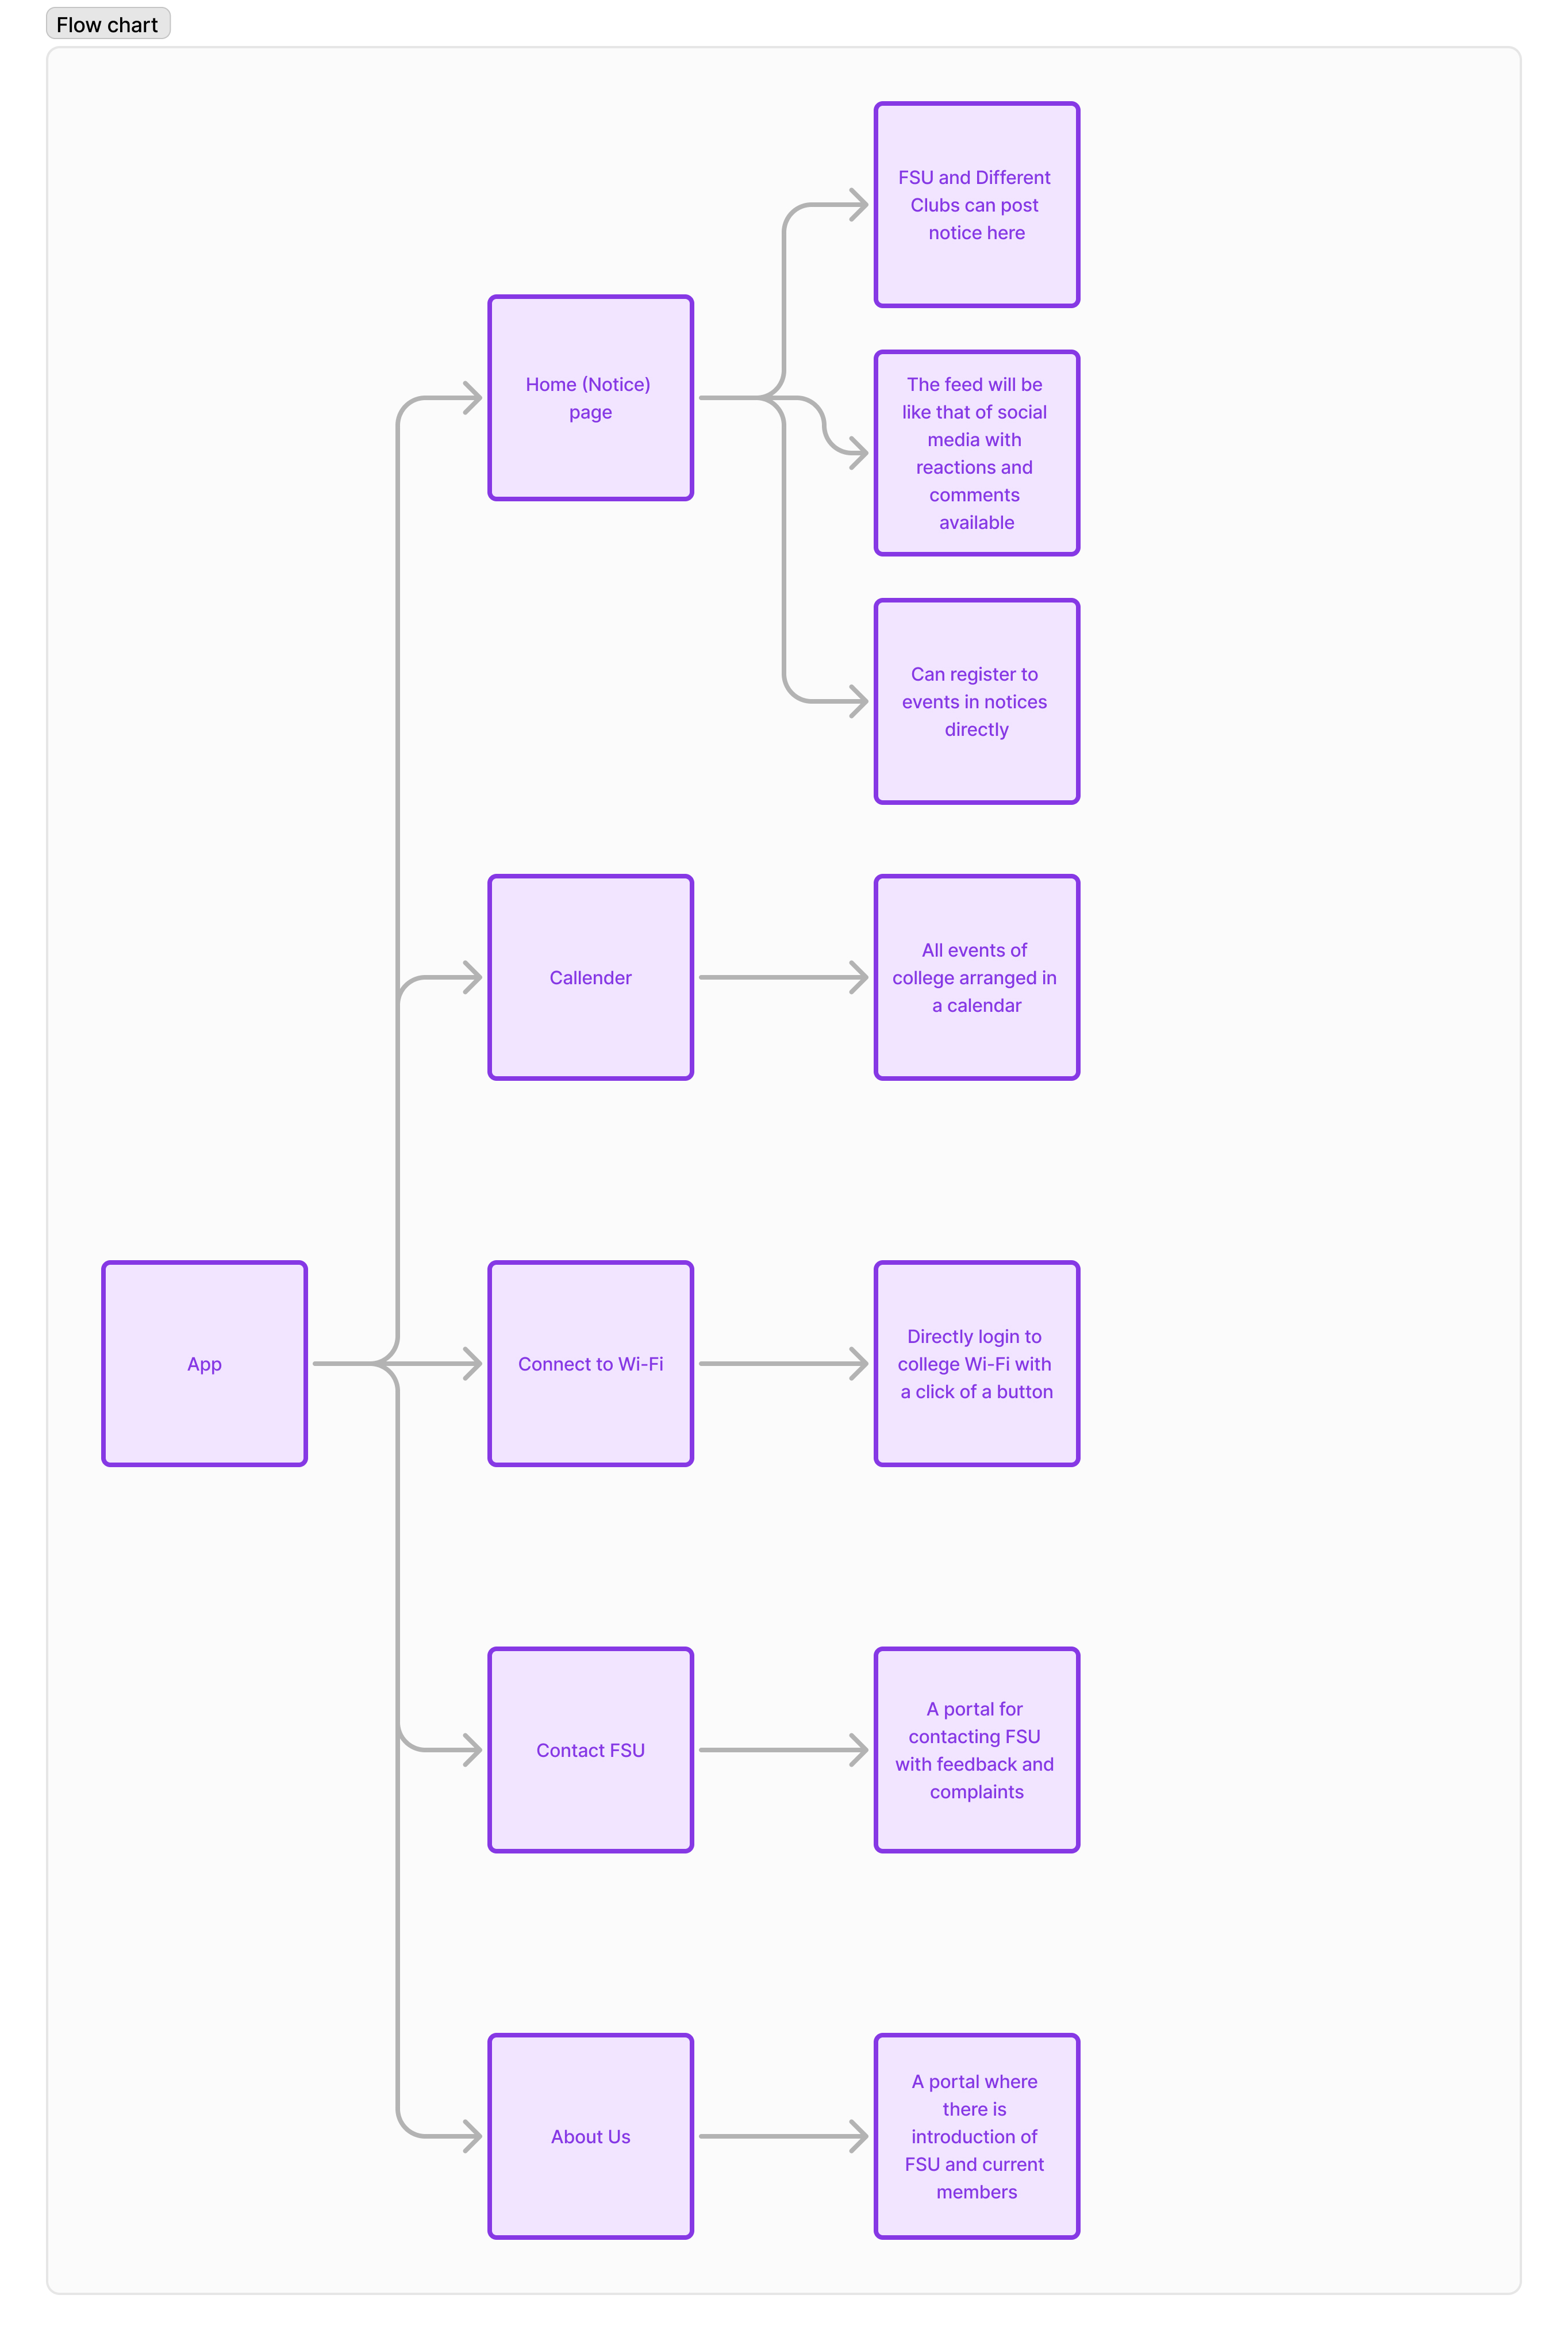 Flow chart
FSU and Different
Clubs can post
notice here
Home (Notice)
page
The feed will be
like that of social
media with
reactions and
comments
available
Can register to
events in notices
directly
Callender
All events of
college arranged in
a calendar
App
Connect to Wi-Fi
Directly login to
college Wi-Fi with
a click of a button
Contact FSU
A portal for
contacting FSU
with feedback and
complaints
About Us
A portal where
there is
introduction of
FSU and current
members